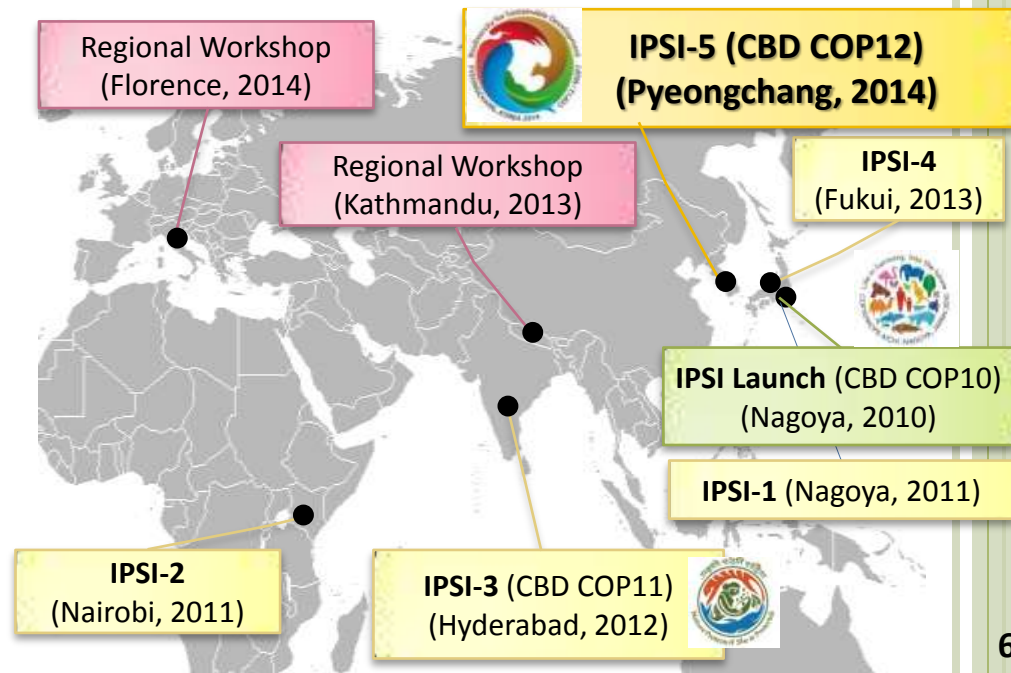 Regional Workshop
(Florence, 2014)
IPSI-5 (CBD COP12)
(Pyeongchang, 2014)
Regional Workshop
(Kathmandu, 2013)
IPSI-4
(Fukui, 2013)
IPSI Launch (CBD COP10)
(Nagoya, 2010)
IPSI-1 (Nagoya, 2011)
IPSI-2
(Nairobi, 2011)
IPSI-3 (CBD COP11)
(Hyderabad, 2012)
6